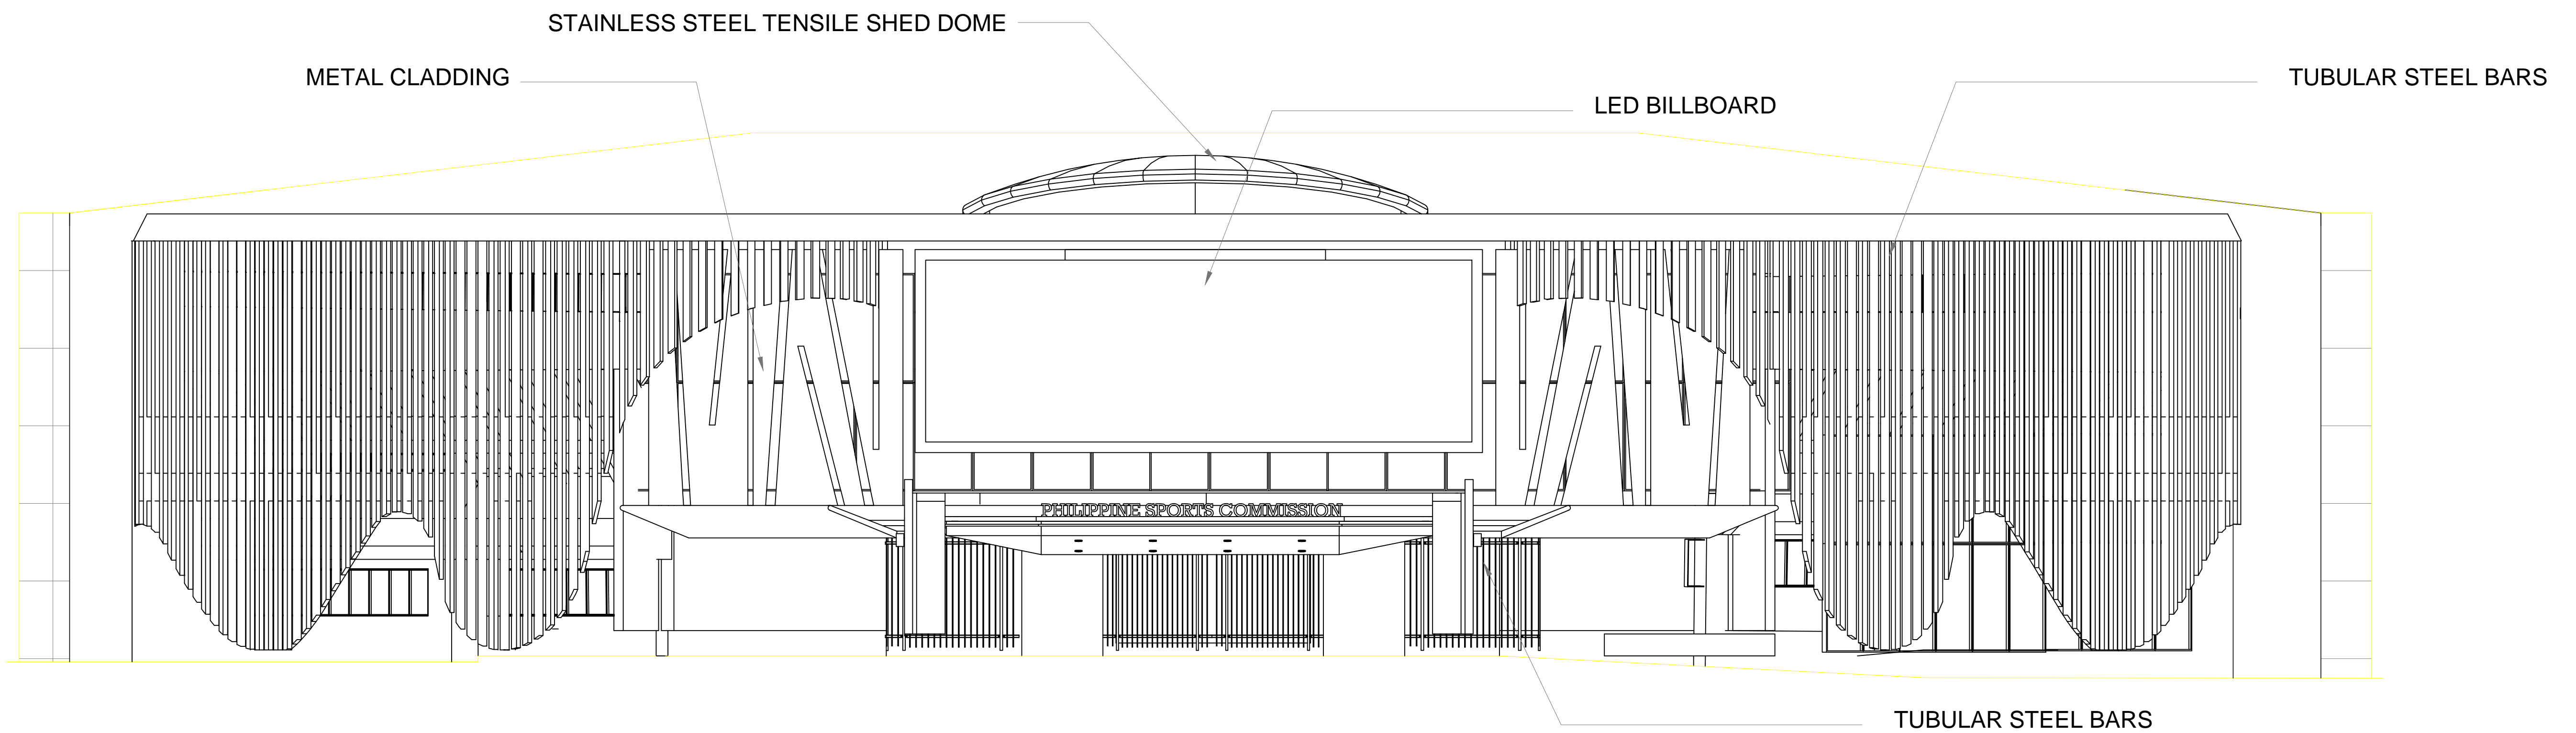 STAINLESS STEEL TENSILE SHED DOME
METAL CLADDING
TUBULAR STEEL BARS
LED BILLBOARD
PHILIPPINE SPORTS COMMISSION
TUBULAR STEEL BARS